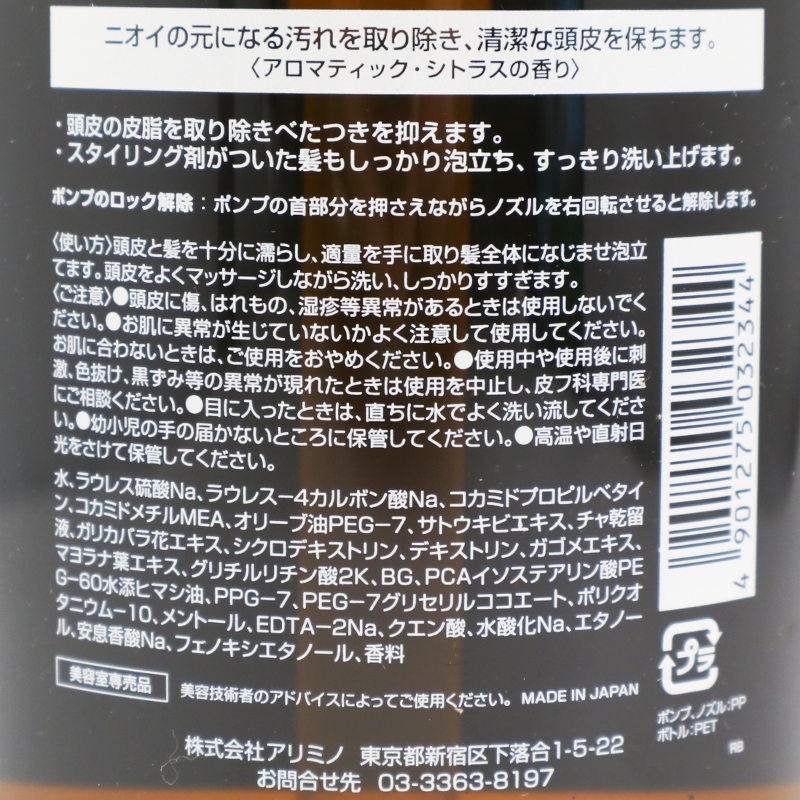 ニオイの元になる汚れを取り除き、清潔な頭皮を保ちます。
〈アロマティック・シトラスの香り〉
・頭皮の皮脂を取り除きべたつきを抑えます。
・スタイリング剤がついた髪もしっかり泡立ち、すっきり洗い上げます。
ポンプのロック解除：ポンプの首部分を押さえながらノズルを右回転させると解除します。
〈使い方〉頭皮と髪を十分に濡らし、適量を手に取り髪全体になじませ泡立
てます。頭皮をよくマッサージしながら洗い、しっかりすすぎます。
〈ご注意〉●頭皮に傷、はれもの、湿疹等異常があるときは使用しないでく
ださい。●お肌に異常が生じていないかよく注意して使用してください。
お肌に合わないときは、ご使用をおやめください。●使用中や使用後に刺
激、色抜け、黒ずみ等の異常が現れたときは使用を中止し、皮フ科専門医
にご相談ください。●目に入ったときは、直ちに水でよく洗い流してくださ
い。●幼小児の手の届かないところに保管してください。●高温や直射日
光をさけて保管してください。
水、ラウレス硫酸Na、ラウレス－4カルボン酸Na、コカミドプロピルベタイ
ン、コカミドメチルMEA、オリーブ油PEG－7、サトウキビエキス、チャ乾留
液、ガリカバラ花エキス、シクロデキストリン、デキストリン、ガゴメエキス、
マヨラナ葉エキス、グリチルリチン酸2K、BG、PCAイソステアリン酸PE
G－60水添ヒマシ油、PPG－7、PEG－7グリセリルココエート、ポリクオ
タニウム－10、メントール、EDTA－2Na、クエン酸、水酸化Na、エタノー
ル、安息香酸Na、フェノキシエタノール、香料
美容室専売品 美容技術者のアドバイスによってご使用ください。 MADE IN JAPAN
株式会社アリミノ 東京都新宿区下落合1-5-22
お問合せ先 03-3363-8197
4 901275 032344
プラ
ポンプ、ノズル:PP
ボトル:PET
RB